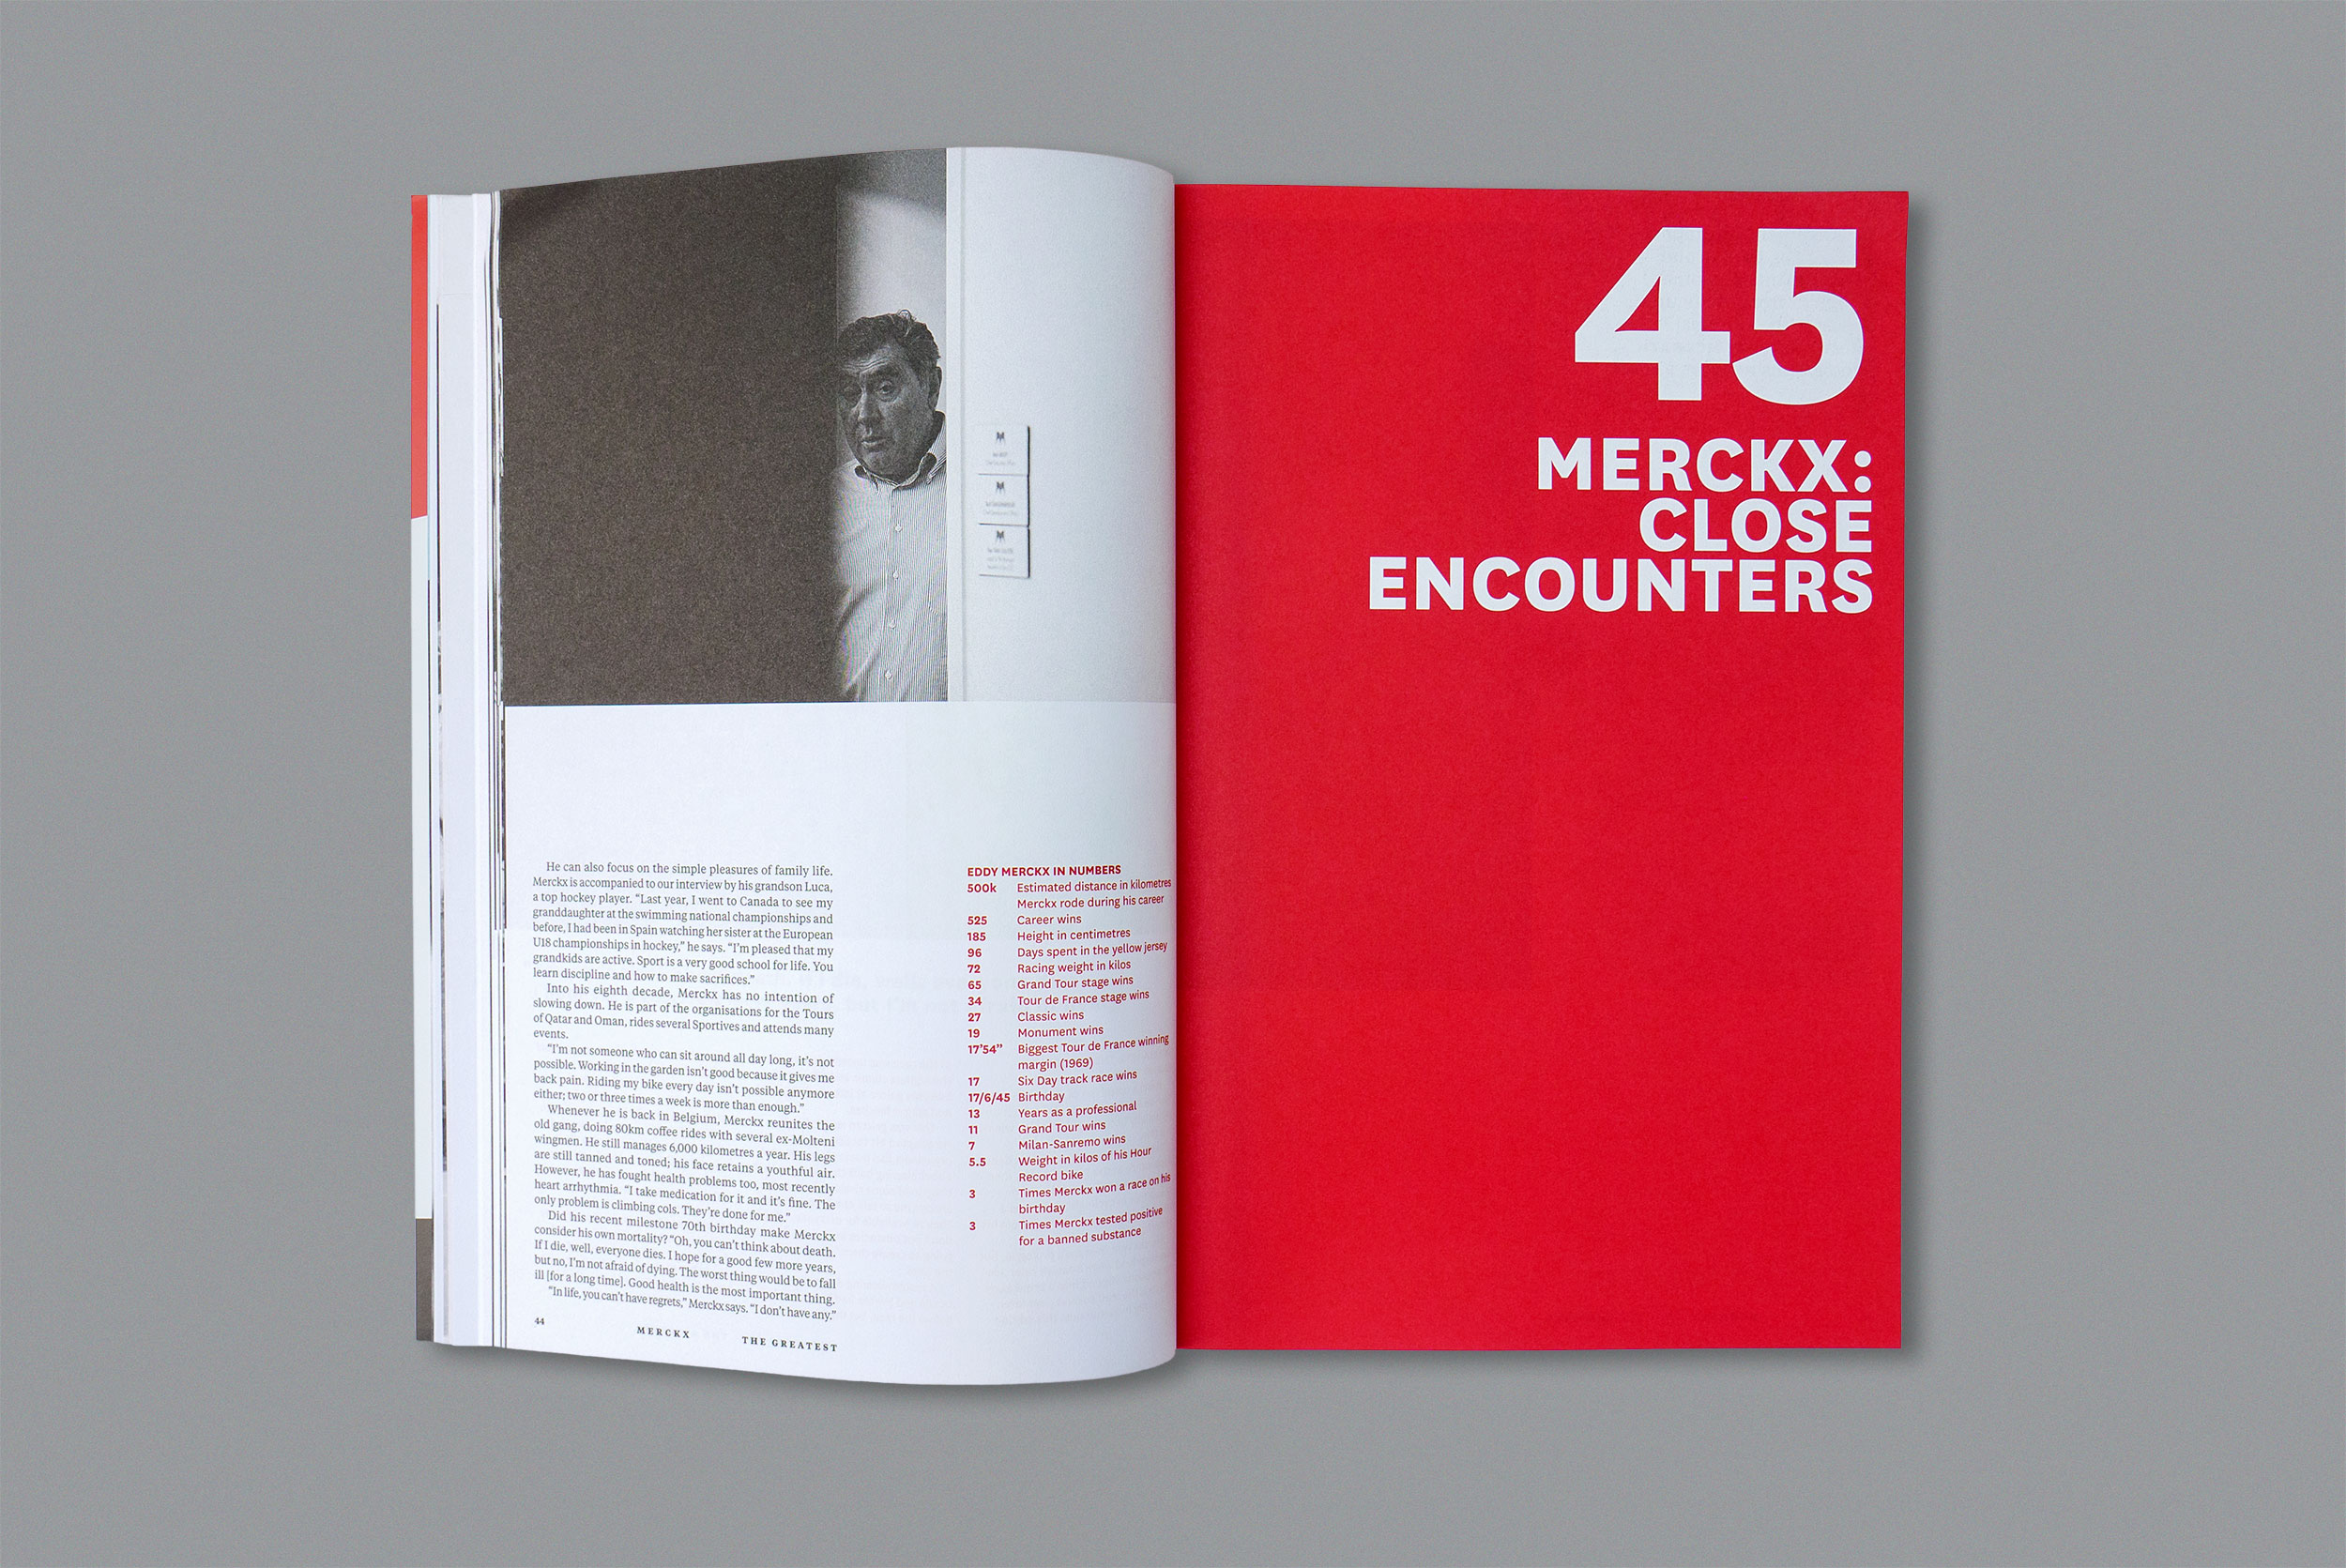 He can also focus on the simple pleasures of family life.
Merckx is accompanied to our interview by his grandson Luca,
a top hockey player. “Last year, I went to Canada to see my
granddaughter at the swimming national championships and
before, I had been in Spain watching her sister at the European
U18 championships in hockey,” he says. “I’m pleased that my
grandkids are active. Sport is a very good school for life. You
learn discipline and how to make sacrifices.”
Into his eighth decade, Merckx has no intention of
slowing down. He is part of the organisations for the Tours
of Qatar and Oman, rides several Sportives and attends many
events.
“I’m not someone who can sit around all day long, it’s not
possible. Working in the garden isn’t good because it gives me
back pain. Riding my bike every day isn’t possible anymore
either; two or three times a week is more than enough.”
Whenever he is back in Belgium, Merckx reunites the
old gang, doing 80km coffee rides with several ex-Molteni
wingmen. He still manages 6,000 kilometres a year. His legs
are still tanned and toned; his face retains a youthful air.
However, he has fought health problems too, most recently
heart arrhythmia. “I take medication for it and it’s fine. The
only problem is climbing cols. They’re done for me.”
Did his recent milestone 70th birthday make Merckx
consider his own mortality? “Oh, you can’t think about death.
If I die, well, everyone dies. I hope for a good few more years,
but no, I’m not afraid of dying. The worst thing would be to fall
ill [for a long time]. Good health is the most important thing.
“In life, you can’t have regrets,” Merckx says. “I don’t have any.”
44
MERCKX THE GREATEST
EDDY MERCKX IN NUMBERS
500k Estimated distance in kilometres
Merckx rode during his career
525 Career wins
185 Height in centimetres
96 Days spent in the yellow jersey
72 Racing weight in kilos
65 Grand Tour stage wins
34 Tour de France stage wins
27 Classic wins
19 Monument wins
17’54” Biggest Tour de France winning
margin (1969)
17 Six Day track race wins
17/6/45 Birthday
13 Years as a professional
11 Grand Tour wins
7 Milan-Sanremo wins
5.5 Weight in kilos of his Hour
Record bike
3 Times Merckx won a race on his
birthday
3 Times Merckx tested positive
for a banned substance
45
MERCKX:
CLOSE
ENCOUNTERS